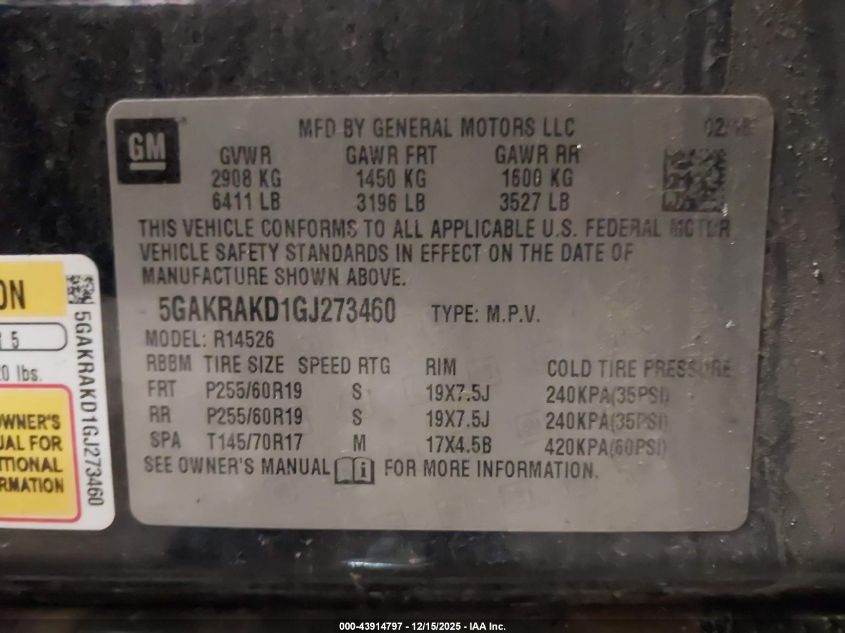 GM
MFD BY GENERAL MOTORS LLC
GVWR GAWR FRT GAWR RR
2908 KG 1450 KG 1600 KG
6411 LB 3196 LB 3527 LB
THIS VEHICLE CONFORMS TO ALL APPLICABLE U.S. FEDERAL MOTOR
VEHICLE SAFETY STANDARDS IN EFFECT ON THE DATE OF
MANUFACTURE SHOWN ABOVE.
5GAKRAKD1GJ273460 TYPE: M.P.V.
MODEL: R14526
RBBM TIRE SIZE SPEED RTG RIM COLD TIRE PRESSURE
FRT P255/60R19 S 19X7.5J 240KPA(35PSI)
RR P255/60R19 S 19X7.5J 240KPA(35PSI)
SPA T145/70R17 M 17X4.5B 420KPA(60PSI)
SEE OWNER'S MANUAL i FOR MORE INFORMATION.
ON
R 5
20 lbs.
OWNER'S
UAL FOR
ITIONAL
RMATION
5GAKRAKD1GJ273460
000-43914797 - 12/15/2025 - IAA Inc.